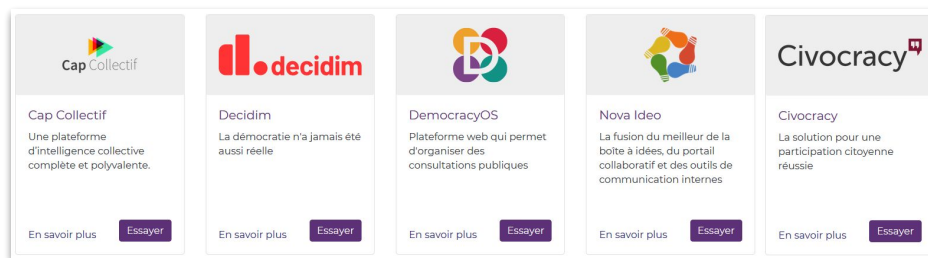 Cap Collectif
Cap Collectif
Une plateforme
d'intelligence collective
complète et polyvalente.
En savoir plus
Essayer
decidim
Decidim
La démocratie n'a jamais été
aussi réelle
En savoir plus
Essayer
D
DemocracyOS
Plateforme web qui permet
d'organiser des
consultations publiques
En savoir plus
Essayer
Nova Ideo
La fusion du meilleur de la
boîte à idées, du portail
collaboratif et des outils de
communication internes
En savoir plus
Essayer
Civocracy
Civocracy
La solution pour une
participation citoyenne
réussie
En savoir plus
Essayer